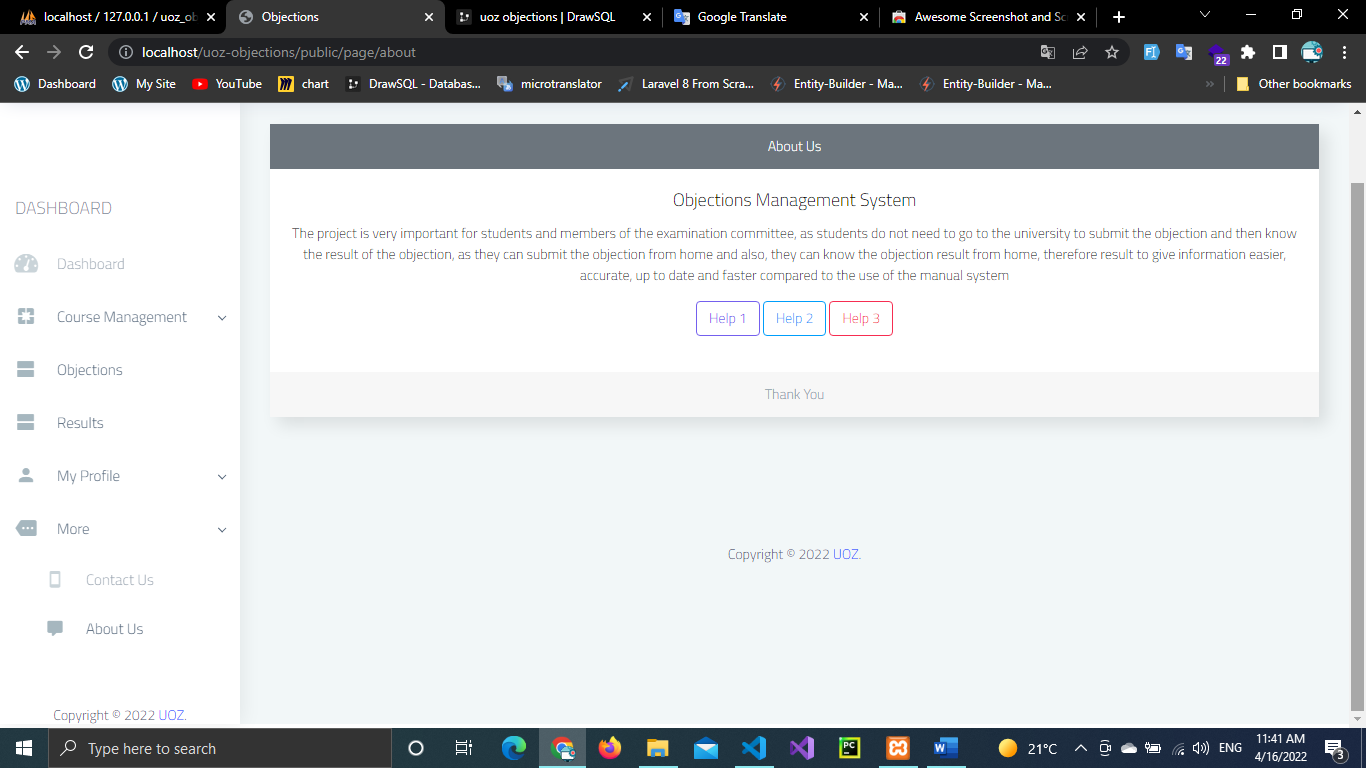 localhost / 127.0.0.1 / uoz_ob
Objections
uoz objections | DrawSQL
Google Translate
Awesome Screenshot and Sc
localhost/uoz-objections/public/page/about
22
Dashboard
My Site
YouTube
chart
DrawSQL - Databas...
microtranslator
Laravel 8 From Scra...
Entity-Builder - Ma...
Entity-Builder - Ma...
»
Other bookmarks
DASHBOARD
Dashboard
Course Management
Objections
Results
My Profile
More
Contact Us
About Us
Copyright © 2022 UOZ.
About Us
Objections Management System
The project is very important for students and members of the examination committee, as students do not need to go to the university to submit the objection and then know
the result of the objection, as they can submit the objection from home and also, they can know the objection result from home, therefore result to give information easier,
accurate, up to date and faster compared to the use of the manual system
Help 1
Help 2
Help 3
Thank You
Copyright © 2022 UOZ.
Type here to search
PC
21°C
ENG
11:41 AM
4/16/2022
3